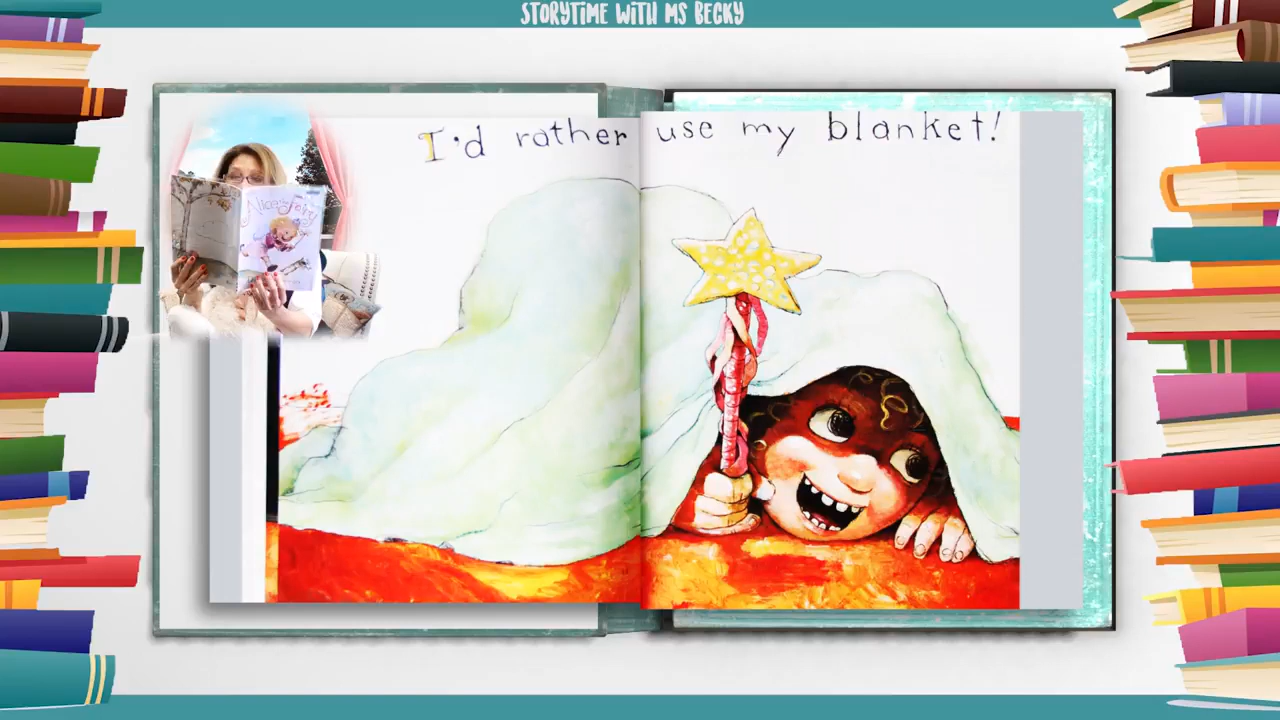 STORYTIME WITH MS BECKY
I'd rather use my blanket!
Alice the Fairy